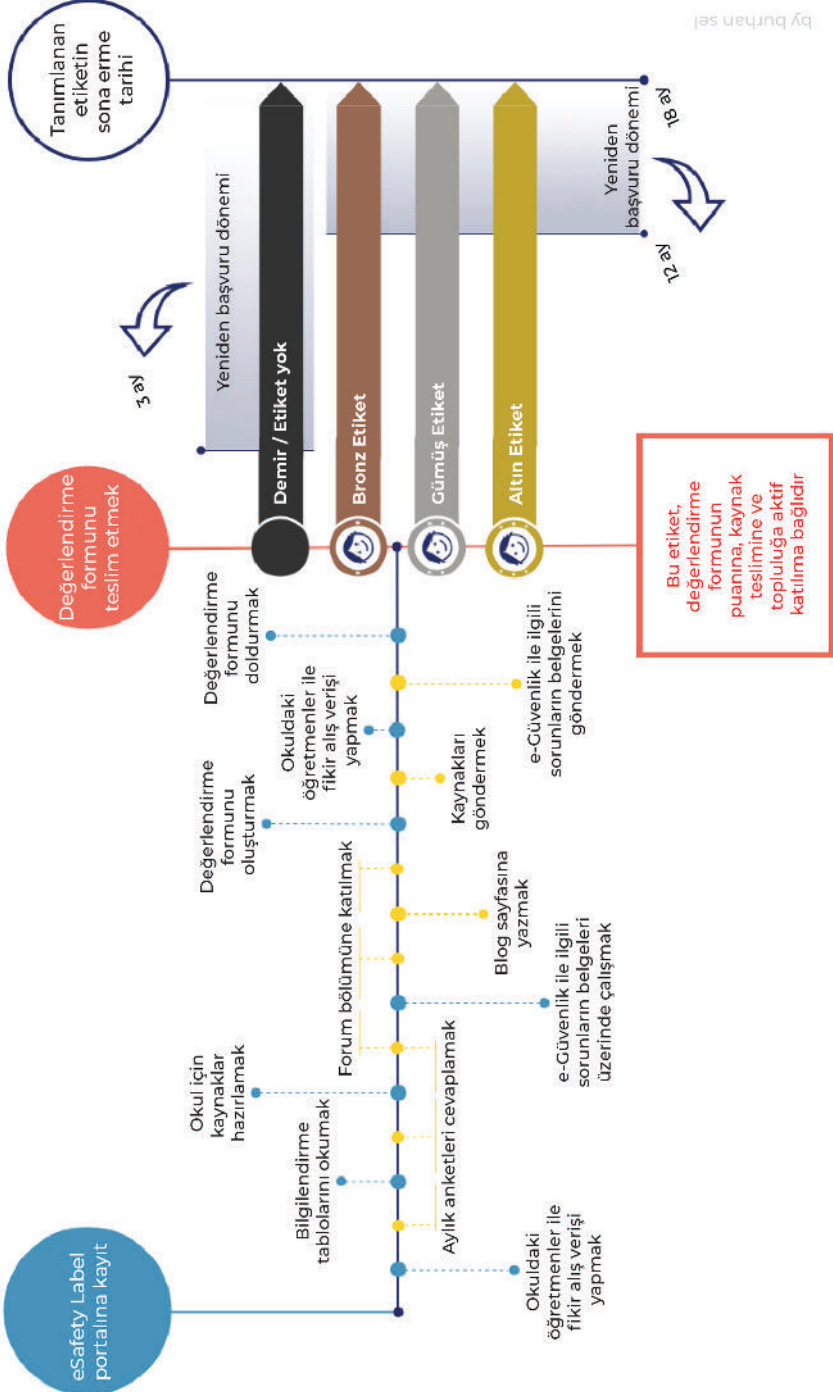 eSafety Label
portalına kayıt
Okuldaki
öğretmenler ile
fikir alış verişi
yapmak
Bilgilendirme
tablolarını okumak
Aylık anketleri cevaplamak
Okul için
kaynaklar
hazırlamak
e-Güvenlik ile ilgili
sorunların belgeleri
üzerinde çalışmak
Forum bölümüne katılmak
Blog sayfasına
yazmak
Değerlendirme
formunu
oluşturmak
Kaynakları
göndermek
Okuldaki
öğretmenler ile
fikir alış verişi
yapmak
e-Güvenlik ile ilgili
sorunların belgelerini
göndermek
Değerlendirme
formunu
doldurmak
Değerlendirme
formunu
teslim etmek
Demir / Etiket yok
Bronz Etiket
Gümüş Etiket
Altın Etiket
Bu etiket,
değerlendirme
formunun
puanına, kaynak
teslimine ve
topluluğa aktif
katılıma bağlıdır
3 ay
Yeniden başvuru dönemi
Yeniden
başvuru dönemi
12 ay
18 ay
Tanımlanan
etiketin
sona erme
tarihi
by burhan sel